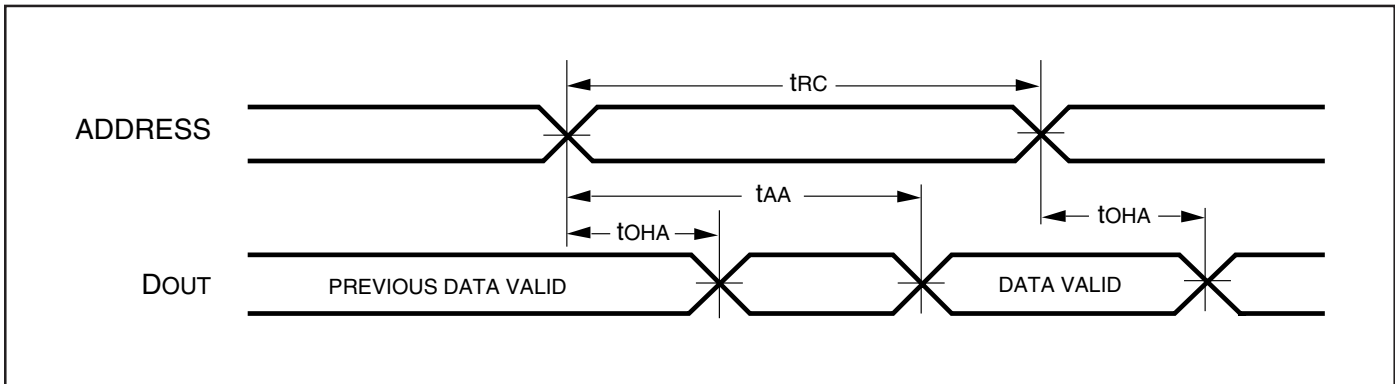 tRC
ADDRESS
tAA
tOHA
tOHA
DOUT
PREVIOUS DATA VALID
DATA VALID